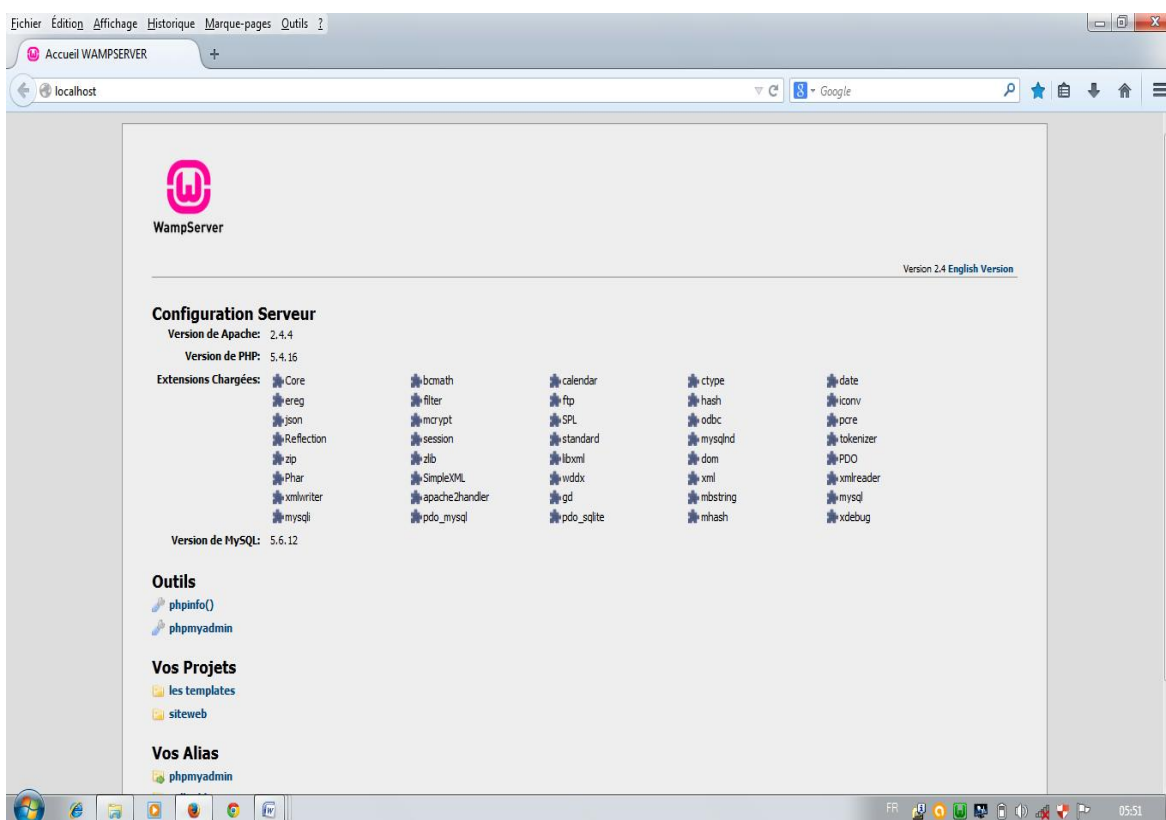 Fichier Édition Affichage Historique Marque-pages Outils ?
Accueil WAMPSERVER +
localhost Google
WampServer
Version 2.4 English Version
Configuration Serveur
Version de Apache: 2.4.4
Version de PHP: 5.4.16
Extensions Chargées: Core bcmath calendar ctype date
ereg filter ftp hash iconv
json mcrypt SPL odbc pcre
Reflection session standard mysqlnd tokenizer
zip zlib libxml dom PDO
Phar SimpleXML wddx xml xmlreader
xmlwriter apache2handler gd mbstring mysql
mysqli pdo_mysql pdo_sqlite mhash xdebug
Version de MySQL: 5.6.12
Outils
phpinfo()
phpmyadmin
Vos Projets
les templates
siteweb
Vos Alias
phpmyadmin
FR 05:51